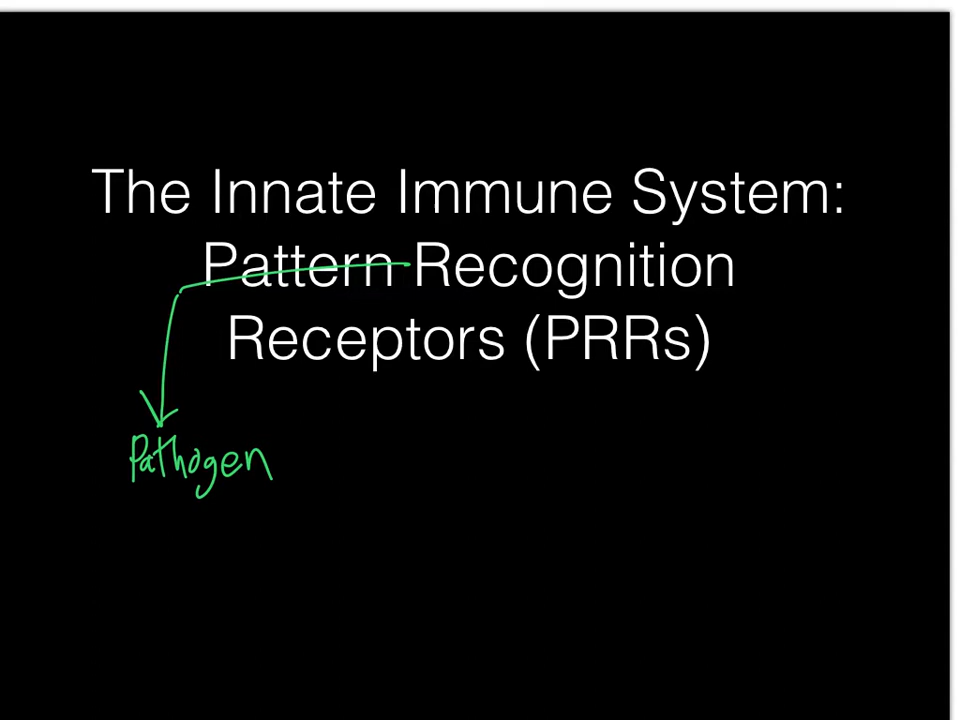 The Innate Immune System:
Pattern Recognition
Receptors (PRRs)
Pathogen